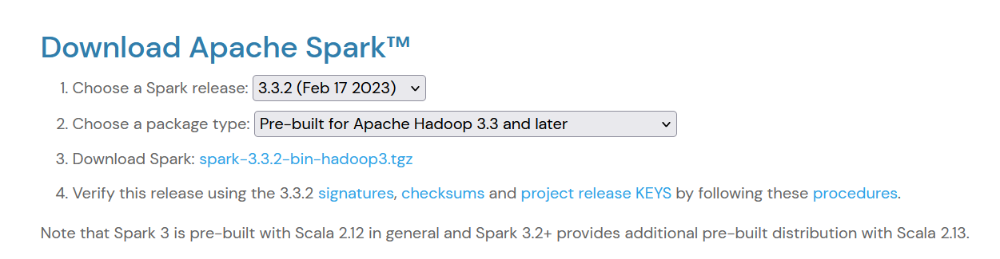 Download Apache Spark™
1. Choose a Spark release: 3.3.2 (Feb 17 2023)
2. Choose a package type: Pre-built for Apache Hadoop 3.3 and later
3. Download Spark: spark-3.3.2-bin-hadoop3.tgz
4. Verify this release using the 3.3.2 signatures, checksums and project release KEYS by following these procedures.
Note that Spark 3 is pre-built with Scala 2.12 in general and Spark 3.2+ provides additional pre-built distribution with Scala 2.13.